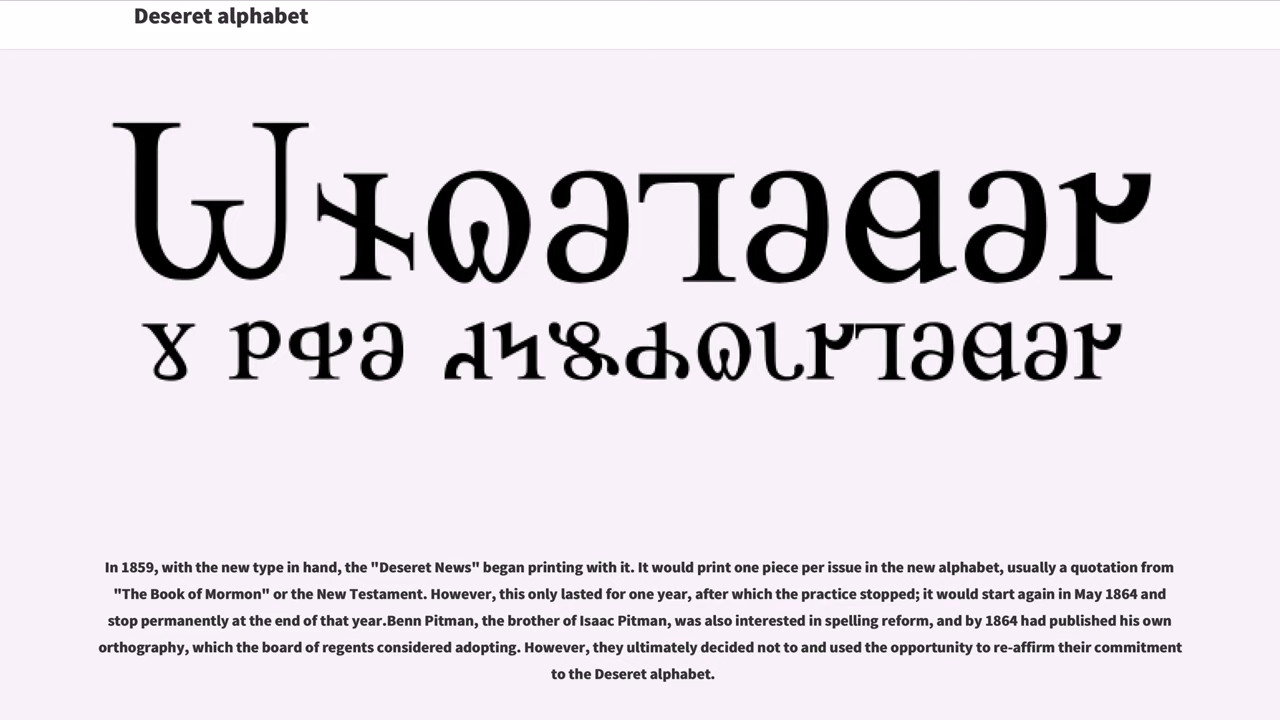 Deseret alphabet
𐐎𐐮𐐿𐐨𐐹𐐨𐐼𐐨𐐲
𐑄 𐑁𐑉𐐨 𐐯𐑌𐑅𐐴𐐿𐑊𐐲𐐹𐐨𐐼𐐨𐐲
In 1859, with the new type in hand, the "Deseret News" began printing with it. It would print one piece per issue in the new alphabet, usually a quotation from
"The Book of Mormon" or the New Testament. However, this only lasted for one year, after which the practice stopped; it would start again in May 1864 and
stop permanently at the end of that year.Benn Pitman, the brother of Isaac Pitman, was also interested in spelling reform, and by 1864 had published his own
orthography, which the board of regents considered adopting. However, they ultimately decided not to and used the opportunity to re-affirm their commitment
to the Deseret alphabet.